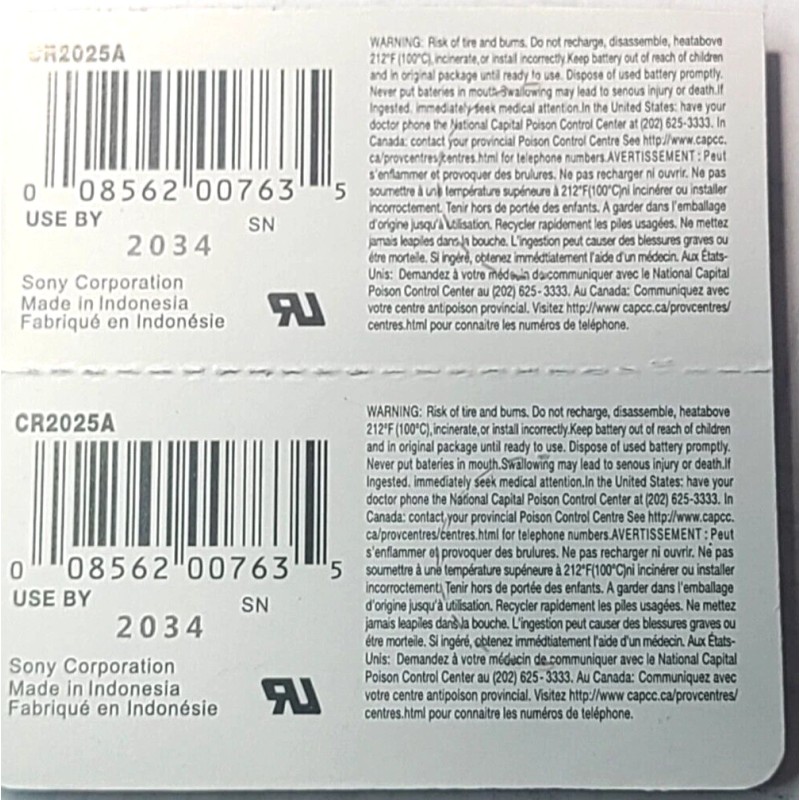 CR2025A
0 08562 00763 5
USE BY
SN
2034
Sony Corporation
Made in Indonesia
Fabriqué en Indonésie
WARNING: Risk of tire and bums. Do not recharge, disassemble, heatabove
212°F (100°C), incinerate, or install incorrectly.Keep battery out of reach of children
and in original package until ready to use. Dispose of used battery promptly.
Never put bateries in mouth.Swallowing may lead to senous injury or death.If
Ingested. immediately seek medical attention.In the United States: have your
doctor phone the National Capital Poison Control Center at (202) 625-3333. In
Canada: contact your provincial Poison Control Centre See http://www.capcc.
ca/provcentres/centres.html for telephone numbers.AVERTISSEMENT : Peut
s'enflammer et provoquer des brulures. Ne pas recharger ni ouvrir. Ne pas
soumettre à une température supéneure à 212°F(100°C)ni incinérer ou installer
incorroctement. Tenir hors de portée des enfants. A garder dans l'emballage
d'origine jusqu'à utilisation. Recycler rapidement les piles usagées. Ne mettez
jamais leapiles dans la bouche. L'ingestion peut causer des blessures graves ou
étre morteile. Si ingéré, obtenez immédtiatement l'aide d'un médecin. Aux États-
Unis: Demandez à votre médecin de communiquer avec le National Capital
Poison Control Center au (202) 625- 3333. Au Canada: Communiquez avec
votre centre antipoison provincial. Visitez http://www capcc.ca/provcentres/
centres.html pour connaitre les numéros de teléphone.
CR2025A
0 08562 00763 5
USE BY
SN
2034
Sony Corporation
Made in Indonesia
Fabriqué en Indonésie
WARNING: Risk of tire and bums. Do not recharge, disassemble, heatabove
212°F (100°C), incinerate, or install incorrectly.Keep battery out of reach of children
and in original package until ready to use. Dispose of used battery promptly.
Never put bateries in mouth.Swallowing may lead to senous injury or death.If
Ingested. immediately seek medical attention.In the United States: have your
doctor phone the National Capital Poison Control Center at (202) 625-3333. In
Canada: contact your provincial Poison Control Centre See http://www.capcc.
ca/provcentres/centres.html for telephone numbers.AVERTISSEMENT : Peut
s'enflammer et provoquer des brulures. Ne pas recharger ni ouvrir. Ne pas
soumettre à une température supéneure à 212°F(100°C)ni incinérer ou installer
incorroctement. Tenir hors de portée des enfants. A garder dans l'emballage
d'origine jusqu'à utilisation. Recycler rapidement les piles usagées. Ne mettez
jamais leapiles dans la bouche. L'ingestion peut causer des blessures graves ou
étre morteile. Si ingéré, obtenez immédtiatement l'aide d'un médecin. Aux États-
Unis: Demandez à votre médecin de communiquer avec le National Capital
Poison Control Center au (202) 625- 3333. Au Canada: Communiquez avec
votre centre antipoison provincial. Visitez http://www capcc.ca/provcentres/
centres.html pour connaitre les numéros de teléphone.